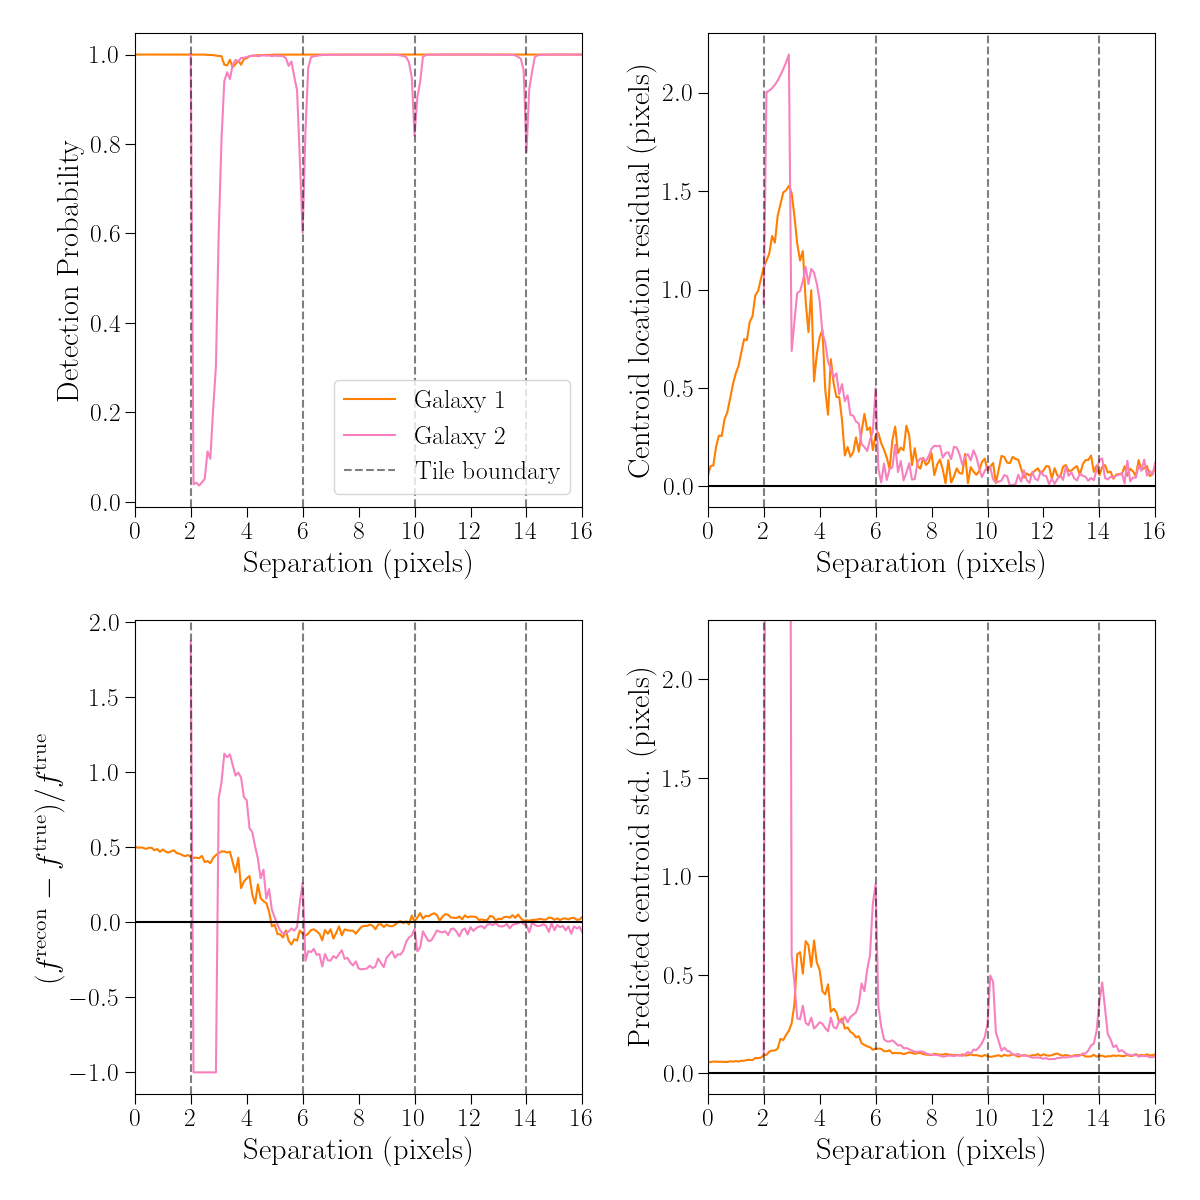 Detection Probability
1.0
0.8
0.6
0.4
0.2
0.0
Galaxy 1
Galaxy 2
Tile boundary
0 2 4 6 8 10 12 14 16
Separation (pixels)
Centroid location residual (pixels)
2.0
1.5
1.0
0.5
0.0
0 2 4 6 8 10 12 14 16
Separation (pixels)
(f^recon − f^true)/f^true
2.0
1.5
1.0
0.5
0.0
−0.5
−1.0
0 2 4 6 8 10 12 14 16
Separation (pixels)
Predicted centroid std. (pixels)
2.0
1.5
1.0
0.5
0.0
0 2 4 6 8 10 12 14 16
Separation (pixels)